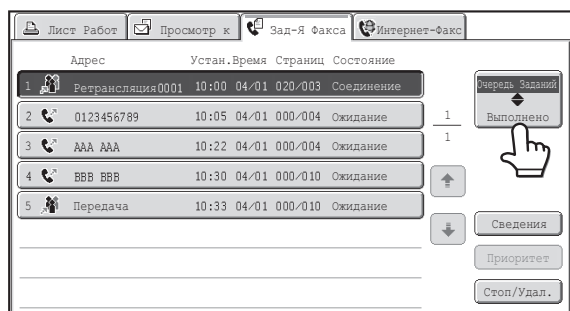 Лист Работ Просмотр к Зад-Я Факса Интернет-Факс
Адрес Устан.Время Страниц Состояние
1 Ретрансляция0001 10:00 04/01 020/003 Соединение
2 0123456789 10:05 04/01 000/004 Ожидание
3 AAA AAA 10:22 04/01 000/004 Ожидание
4 BBB BBB 10:30 04/01 000/010 Ожидание
5 Передача 10:33 04/01 000/010 Ожидание
1
1
Очередь Заданий
Выполнено
Сведения
Приоритет
Стоп/Удал.